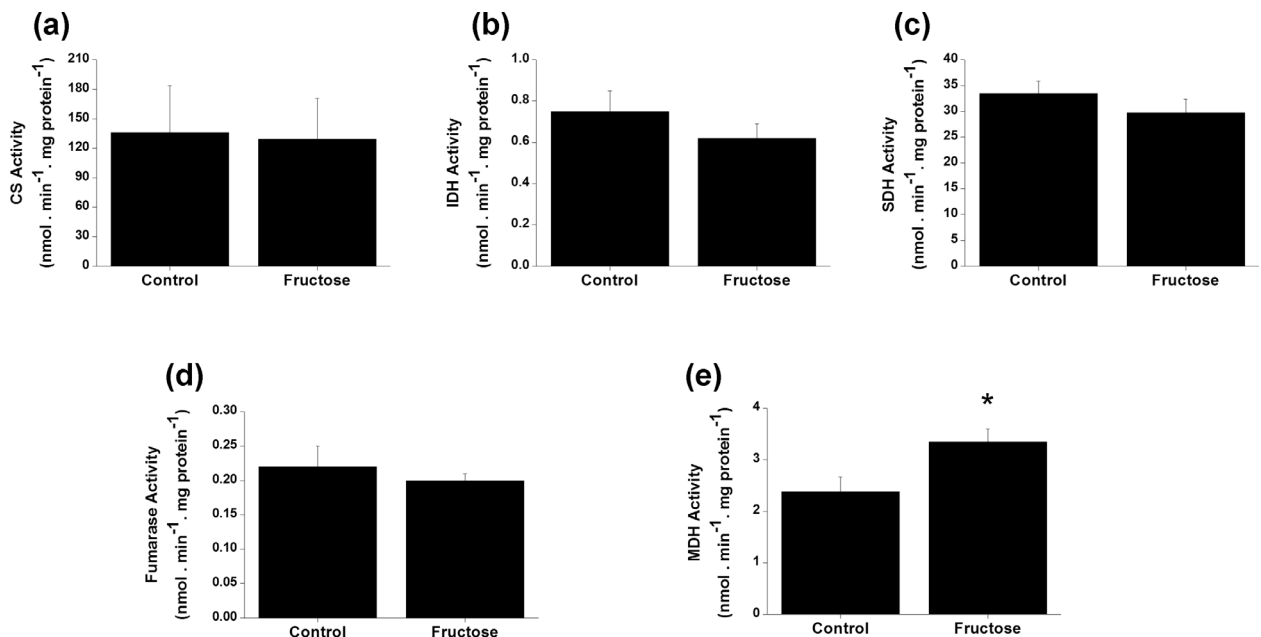 (a)
CS Activity
(nmol . min⁻¹. mg protein⁻¹)
210
180
150
120
90
60
30
0
Control Fructose
(b)
IDH Activity
(nmol . min⁻¹. mg protein⁻¹)
1.0
0.8
0.6
0.4
0.2
0.0
Control Fructose
(c)
SDH Activity
(nmol . min⁻¹. mg protein⁻¹)
40
35
30
25
20
15
10
5
0
Control Fructose
(d)
Fumarase Activity
(nmol . min⁻¹. mg protein⁻¹)
0.30
0.25
0.20
0.15
0.10
0.05
0.00
Control Fructose
(e)
MDH Activity
(nmol . min⁻¹. mg protein⁻¹)
4
3
2
1
0
*
Control Fructose